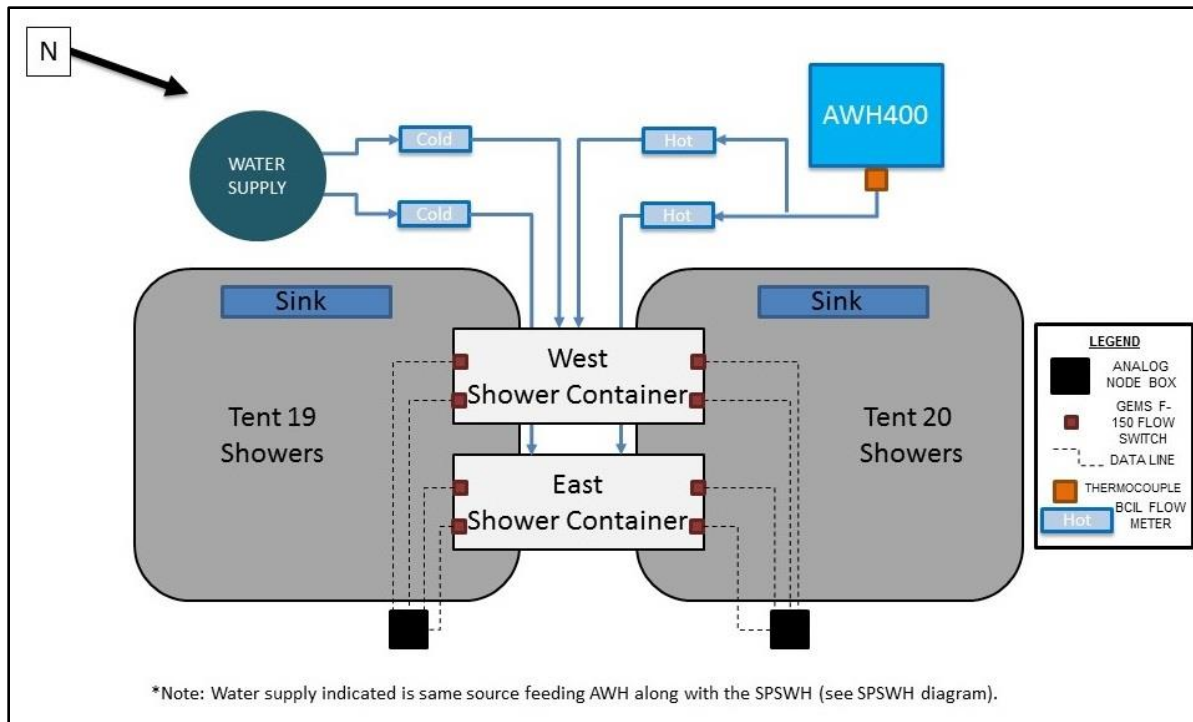 N
WATER
SUPPLY
Cold
Cold
Hot
Hot
AWH400
Sink
Sink
Tent 19
Showers
West
Shower Container
East
Shower Container
Tent 20
Showers
LEGEND
ANALOG
NODE BOX
GEMS F-
150 FLOW
SWITCH
DATA LINE
THERMOCOUPLE
Hot
BCIL FLOW
METER
*Note: Water supply indicated is same source feeding AWH along with the SPSWH (see SPSWH diagram).